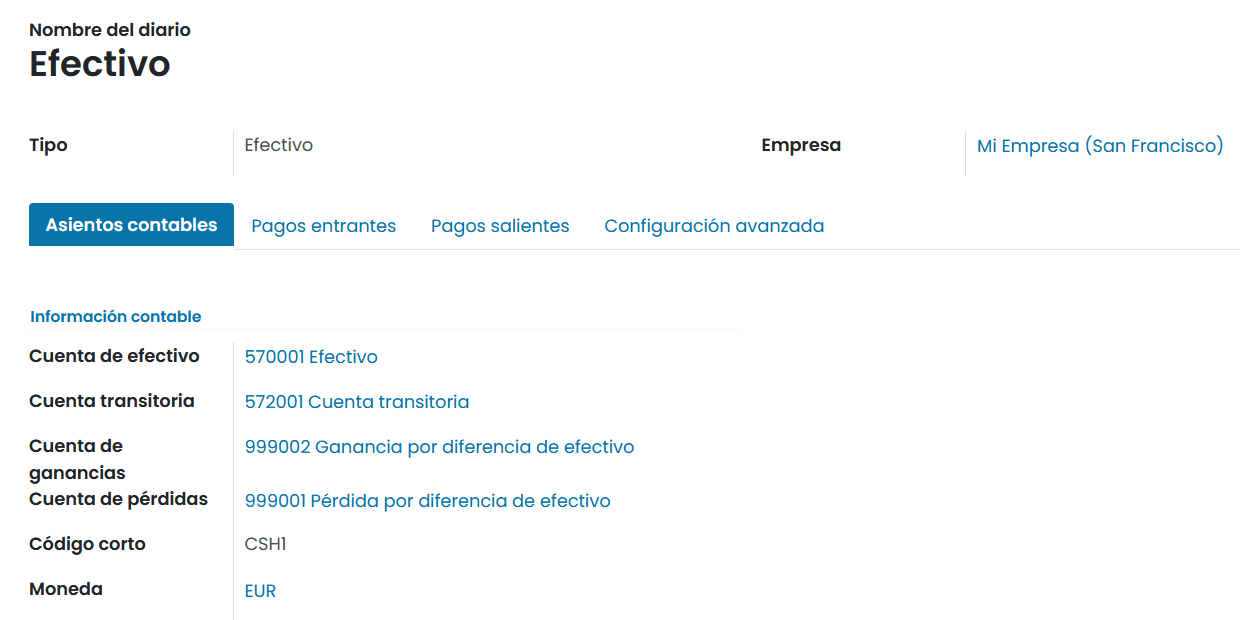 Nombre del diario
Efectivo
Tipo Efectivo Empresa Mi Empresa (San Francisco)
Asientos contables Pagos entrantes Pagos salientes Configuración avanzada
Información contable
Cuenta de efectivo 570001 Efectivo
Cuenta transitoria 572001 Cuenta transitoria
Cuenta de 999002 Ganancia por diferencia de efectivo
ganancias
Cuenta de pérdidas 999001 Pérdida por diferencia de efectivo
Código corto CSH1
Moneda EUR